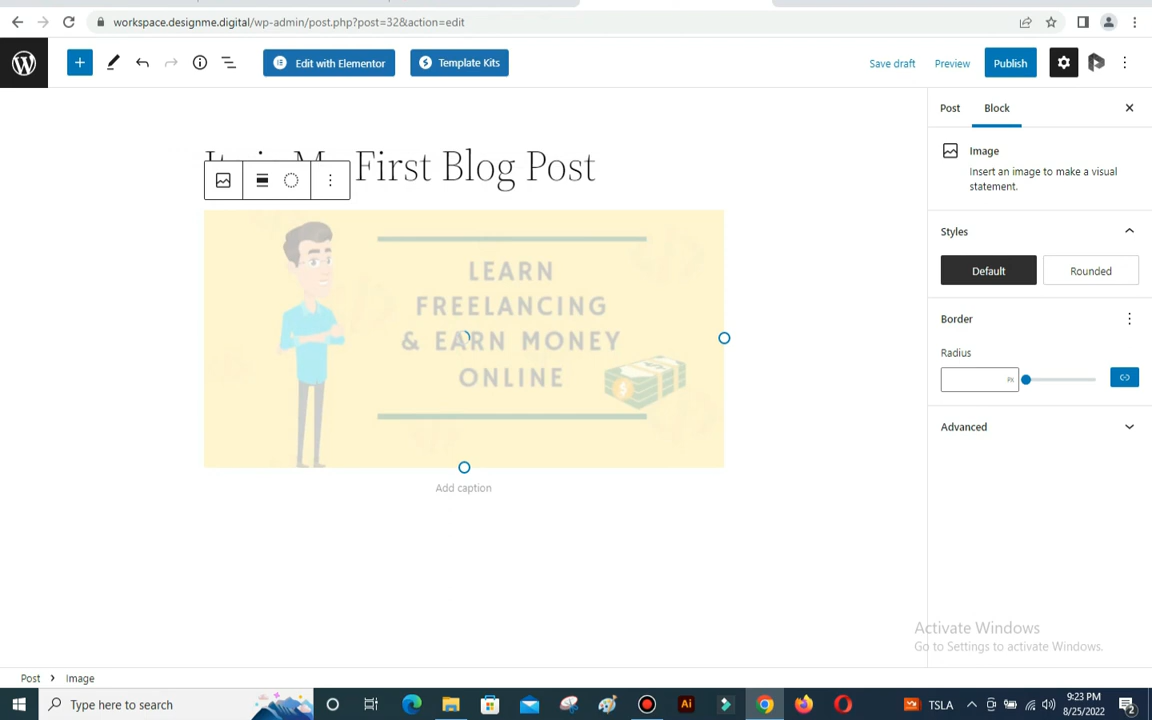 workspace.designme.digital/wp-admin/post.php?post=32&action=edit
Edit with Elementor
Template Kits
Save draft
Preview
Publish
Post
Block
First Blog Post
Image
Insert an image to make a visual
statement.
Styles
Default
Rounded
Border
Radius
PX
Advanced
LEARN
FREELANCING
& EARN MONEY
ONLINE
Add caption
Activate Windows
Go to Settings to activate Windows.
Post
Image
Type here to search
Ai
TSLA
9:23 PM
8/25/2022
2